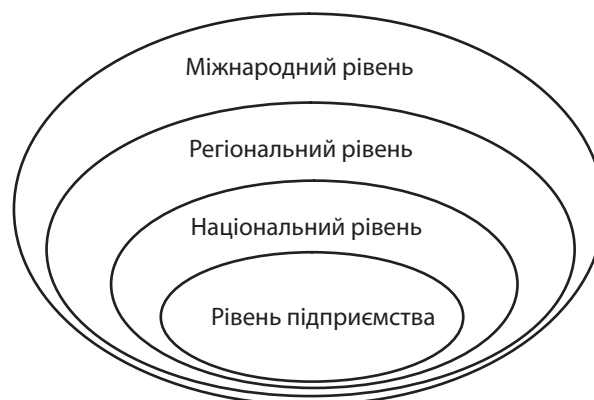 Міжнародний рівень
Регіональний рівень
Національний рівень
Рівень підприємства